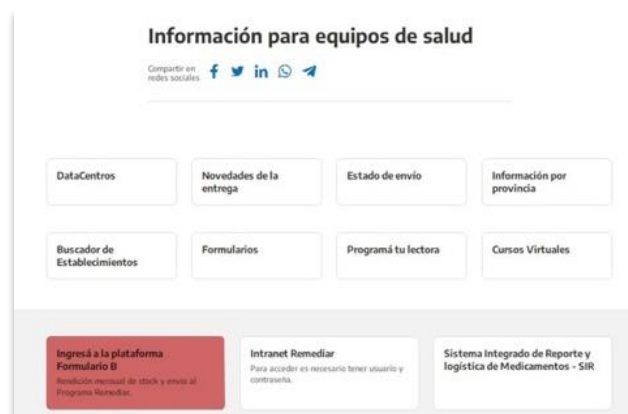 Información para equipos de salud
Compartir en
redes sociales
DataCentros
Novedades de la
entrega
Estado de envío
Información por
provincia
Buscador de
Establecimientos
Formularios
Programá tu lectora
Cursos Virtuales
Ingresá a la plataforma
Formulario B
Rendición mensual de stock y envío al
Programa Remediar.
Intranet Remediar
Para acceder es necesario tener usuario y
contraseña.
Sistema Integrado de Reporte y
logística de Medicamentos - SIR